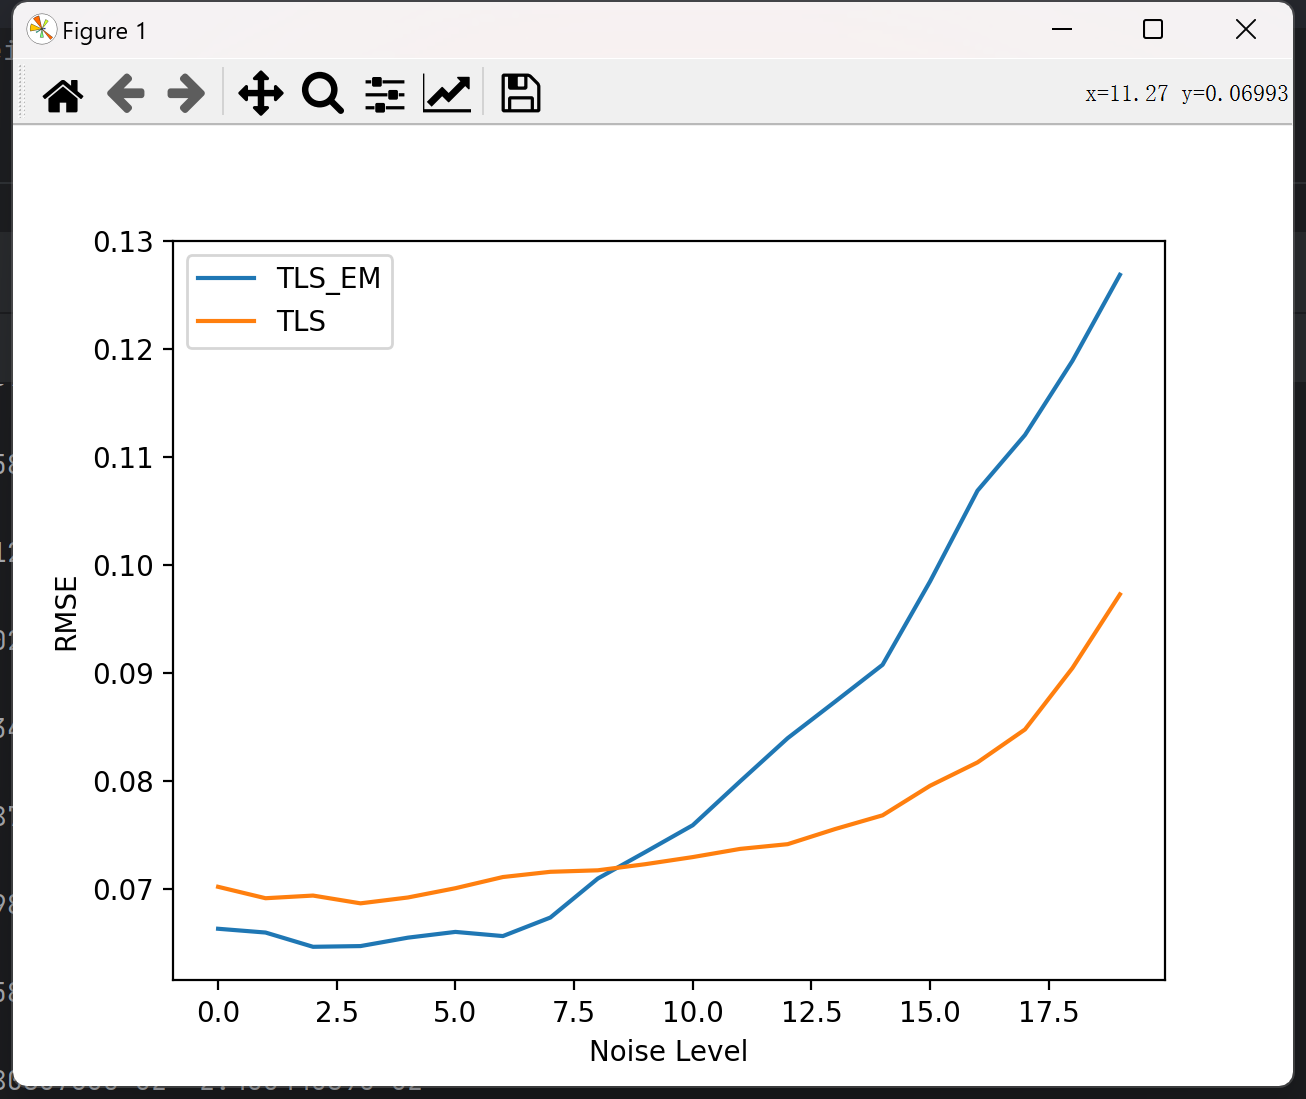 Figure 1
x=11.27 y=0.06993
0.13
TLS_EM
TLS
0.12
0.11
0.10
0.09
0.08
0.07
RMSE
0.0 2.5 5.0 7.5 10.0 12.5 15.0 17.5
Noise Level